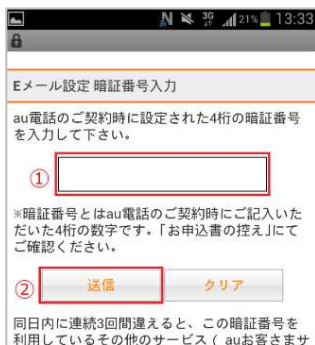 3G 21% 13:33
Eメール設定 暗証番号入力
au電話のご契約時に設定された4桁の暗証番号
を入力して下さい。
①
※暗証番号とはau電話のご契約時にご記入いた
だいた4桁の数字です。「お申込書の控え」にて
ご確認ください。
② 送信 クリア
同日内に連続3回間違えると、この暗証番号を
利用しているその他のサービス( auお客さまサ